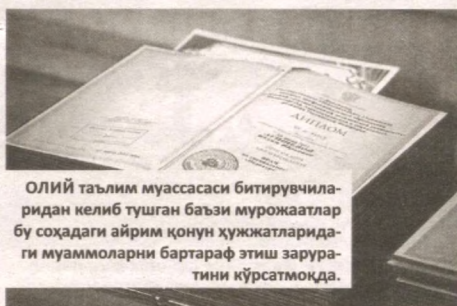 ДИПЛОМ
ОЛИЙ таълим муассасаси битирувчила-
ридан келиб тушган баъзи мурожаатлар
бу соҳадаги айрим қонун ҳужжатларида-
ги муаммоларни бартараф этиш зарура-
тини кўрсатмоқда.